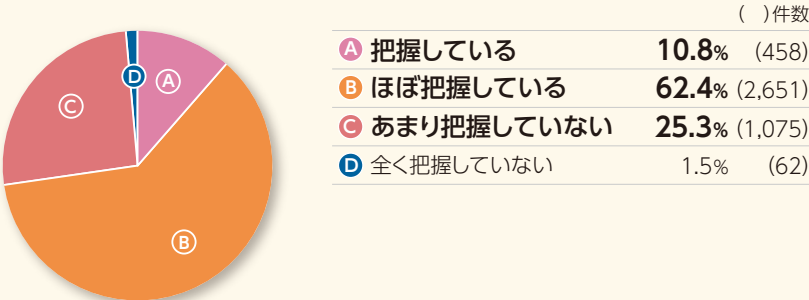 ( )件数
Ⓐ 把握している 10.8% (458)
Ⓑ ほぼ把握している 62.4% (2,651)
Ⓒ あまり把握していない 25.3% (1,075)
Ⓓ 全く把握していない 1.5% (62)
Ⓓ
Ⓐ
Ⓒ
Ⓑ